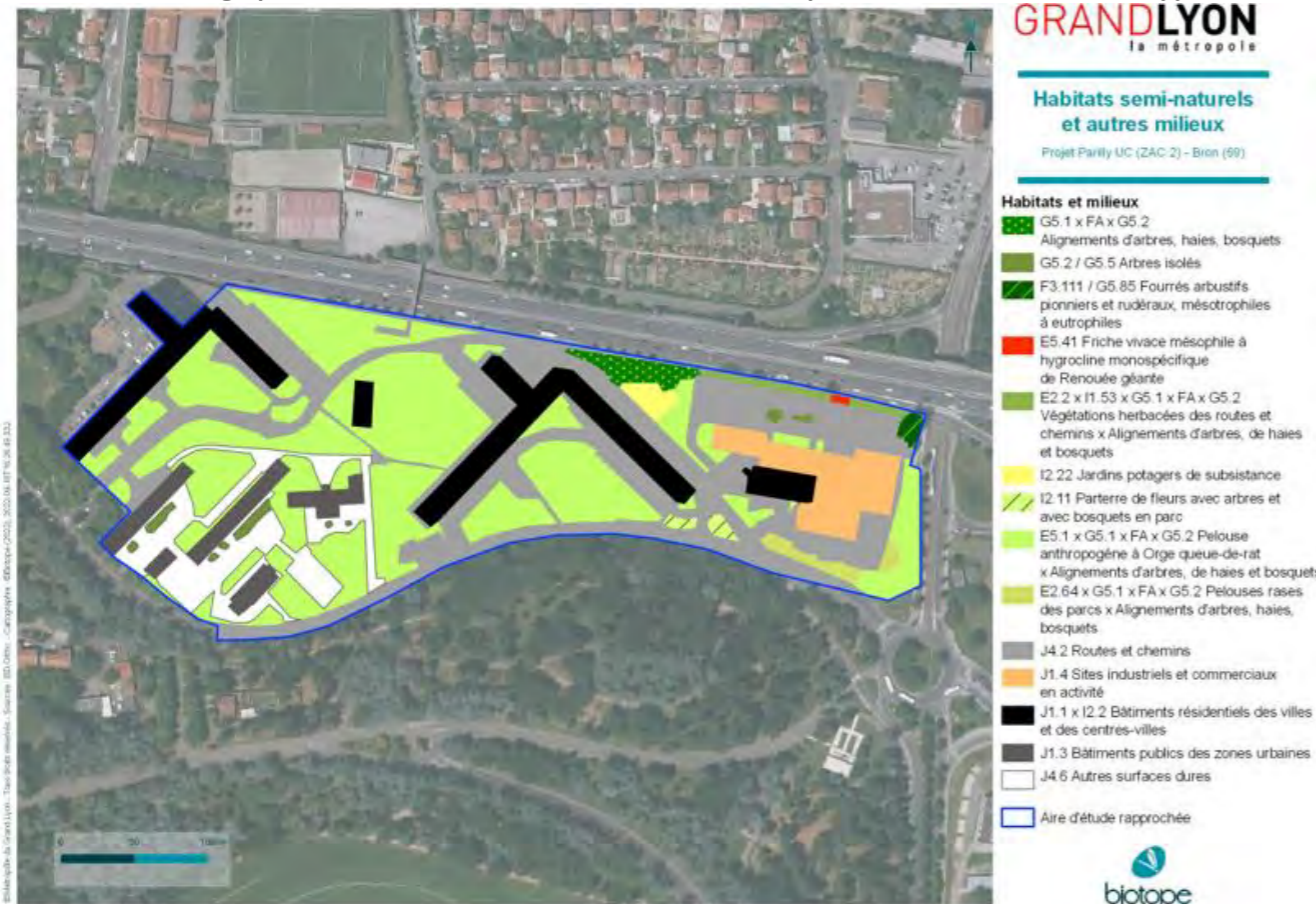 GRANDLYON
la métropole
Habitats semi-naturels
et autres milieux
Projet Parilly UC (ZAC 2) - Bron (69)
Habitats et milieux
G5.1 x FA x G5.2
Alignements d'arbres, haies, bosquets
G5.2 / G5.5 Arbres isolés
F3.111 / G5.85 Fourrés arbustifs
pionniers et rudéraux, mésotrophiles
à eutrophiles
E5.41 Friche vivace mésophile à
hygrocline monospécifique
de Renouée géante
E2.2 x I1.53 x G5.1 x FA x G5.2
Végétations herbacées des routes et
chemins x Alignements d'arbres, de haies
et bosquets
I2.22 Jardins potagers de subsistance
I2.11 Parterre de fleurs avec arbres et
avec bosquets en parc
E5.1 x G5.1 x FA x G5.2 Pelouse
anthropogène à Orge queue-de-rat
x Alignements d'arbres, de haies et bosquets
E2.64 x G5.1 x FA x G5.2 Pelouses rases
des parcs x Alignements d'arbres, haies,
bosquets
J4.2 Routes et chemins
J1.4 Sites industriels et commerciaux
en activité
J1.1 x I2.2 Bâtiments résidentiels des villes
et des centres-villes
J1.3 Bâtiments publics des zones urbaines
J4.6 Autres surfaces dures
Aire d'étude rapprochée
biotope
0 50